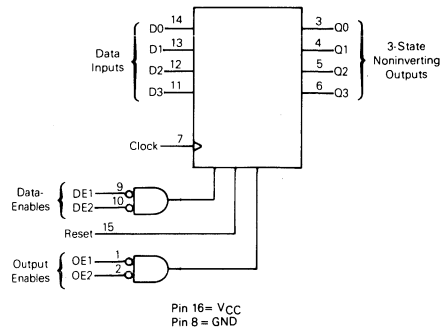 D0 14
D1 13
D2 12
D3 11
Data
Inputs
3 Q0
4 Q1
5 Q2
6 Q3
3-State
Noninverting
Outputs
Clock 7
Data-
Enables
DE1 9
DE2 10
Reset 15
Output
Enables
OE1 1
OE2 2
Pin 16 = VCC
Pin 8 = GND